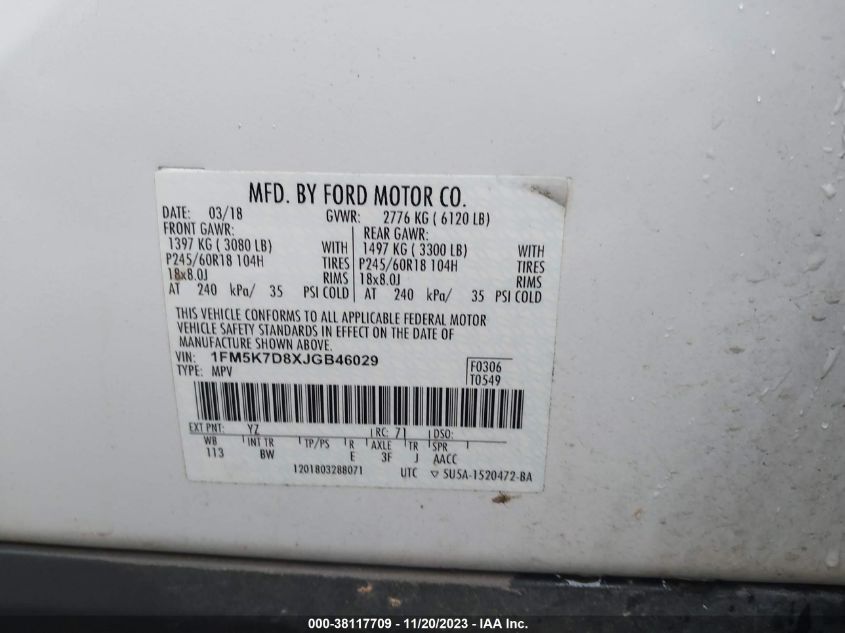 MFD. BY FORD MOTOR CO.
DATE: 03/18 GVWR: 2776 KG ( 6120 LB)
FRONT GAWR: REAR GAWR:
1397 KG ( 3080 LB) WITH 1497 KG ( 3300 LB) WITH
P245/60R18 104H TIRES P245/60R18 104H TIRES
18x8.0J RIMS 18x8.0J RIMS
AT 240 kPa/ 35 PSI COLD AT 240 kPa/ 35 PSI COLD
THIS VEHICLE CONFORMS TO ALL APPLICABLE FEDERAL MOTOR
VEHICLE SAFETY STANDARDS IN EFFECT ON THE DATE OF
MANUFACTURE SHOWN ABOVE.
VIN: 1FM5K7D8XJGB46029 F0306
TYPE: MPV T0549
EXT PNT: YZ RC: 71 DSO:
WB INT TR TP/PS R AXLE TR SPR
113 BW E 3F J AACC
1201803288071 UTC ▽ 5U5A-1520472-BA
000-38117709 - 11/20/2023 - IAA Inc.